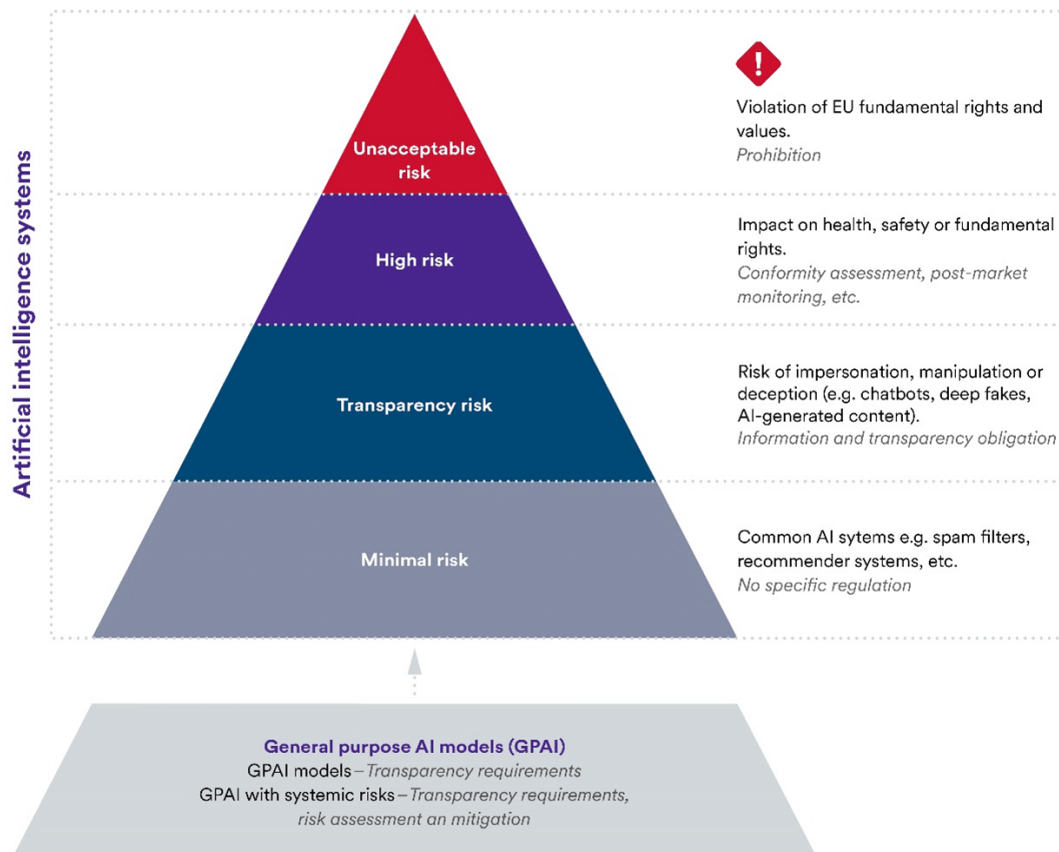 Artificial intelligence systems
Unacceptable
risk
!
Violation of EU fundamental rights and
values.
Prohibition
High risk
Impact on health, safety or fundamental
rights.
Conformity assessment, post-market
monitoring, etc.
Transparency risk
Risk of impersonation, manipulation or
deception (e.g. chatbots, deep fakes,
AI-generated content).
Information and transparency obligation
Minimal risk
Common AI sytems e.g. spam filters,
recommender systems, etc.
No specific regulation
General purpose AI models (GPAI)
GPAI models – Transparency requirements
GPAI with systemic risks – Transparency requirements,
risk assessment an mitigation